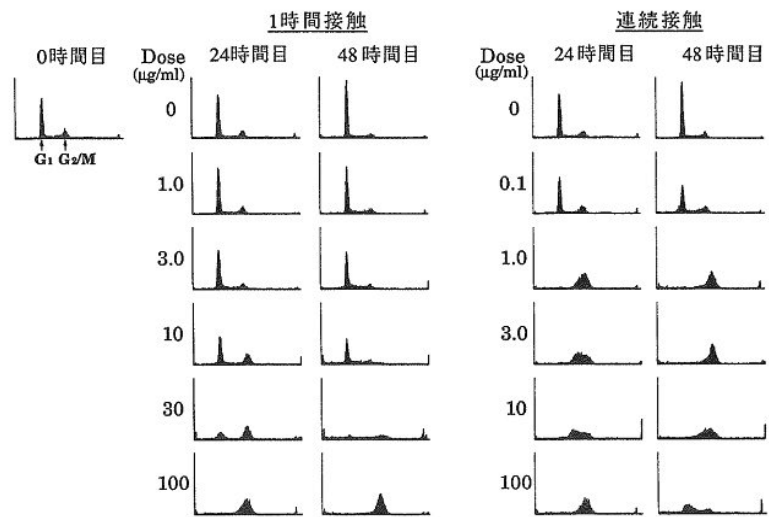 1時間接触
連続接触
0時間目
Dose
(μg/ml)
24時間目
48時間目
Dose
(μg/ml)
24時間目
48時間目
G1 G2/M
0
0
1.0
0.1
3.0
1.0
10
3.0
30
10
100
100